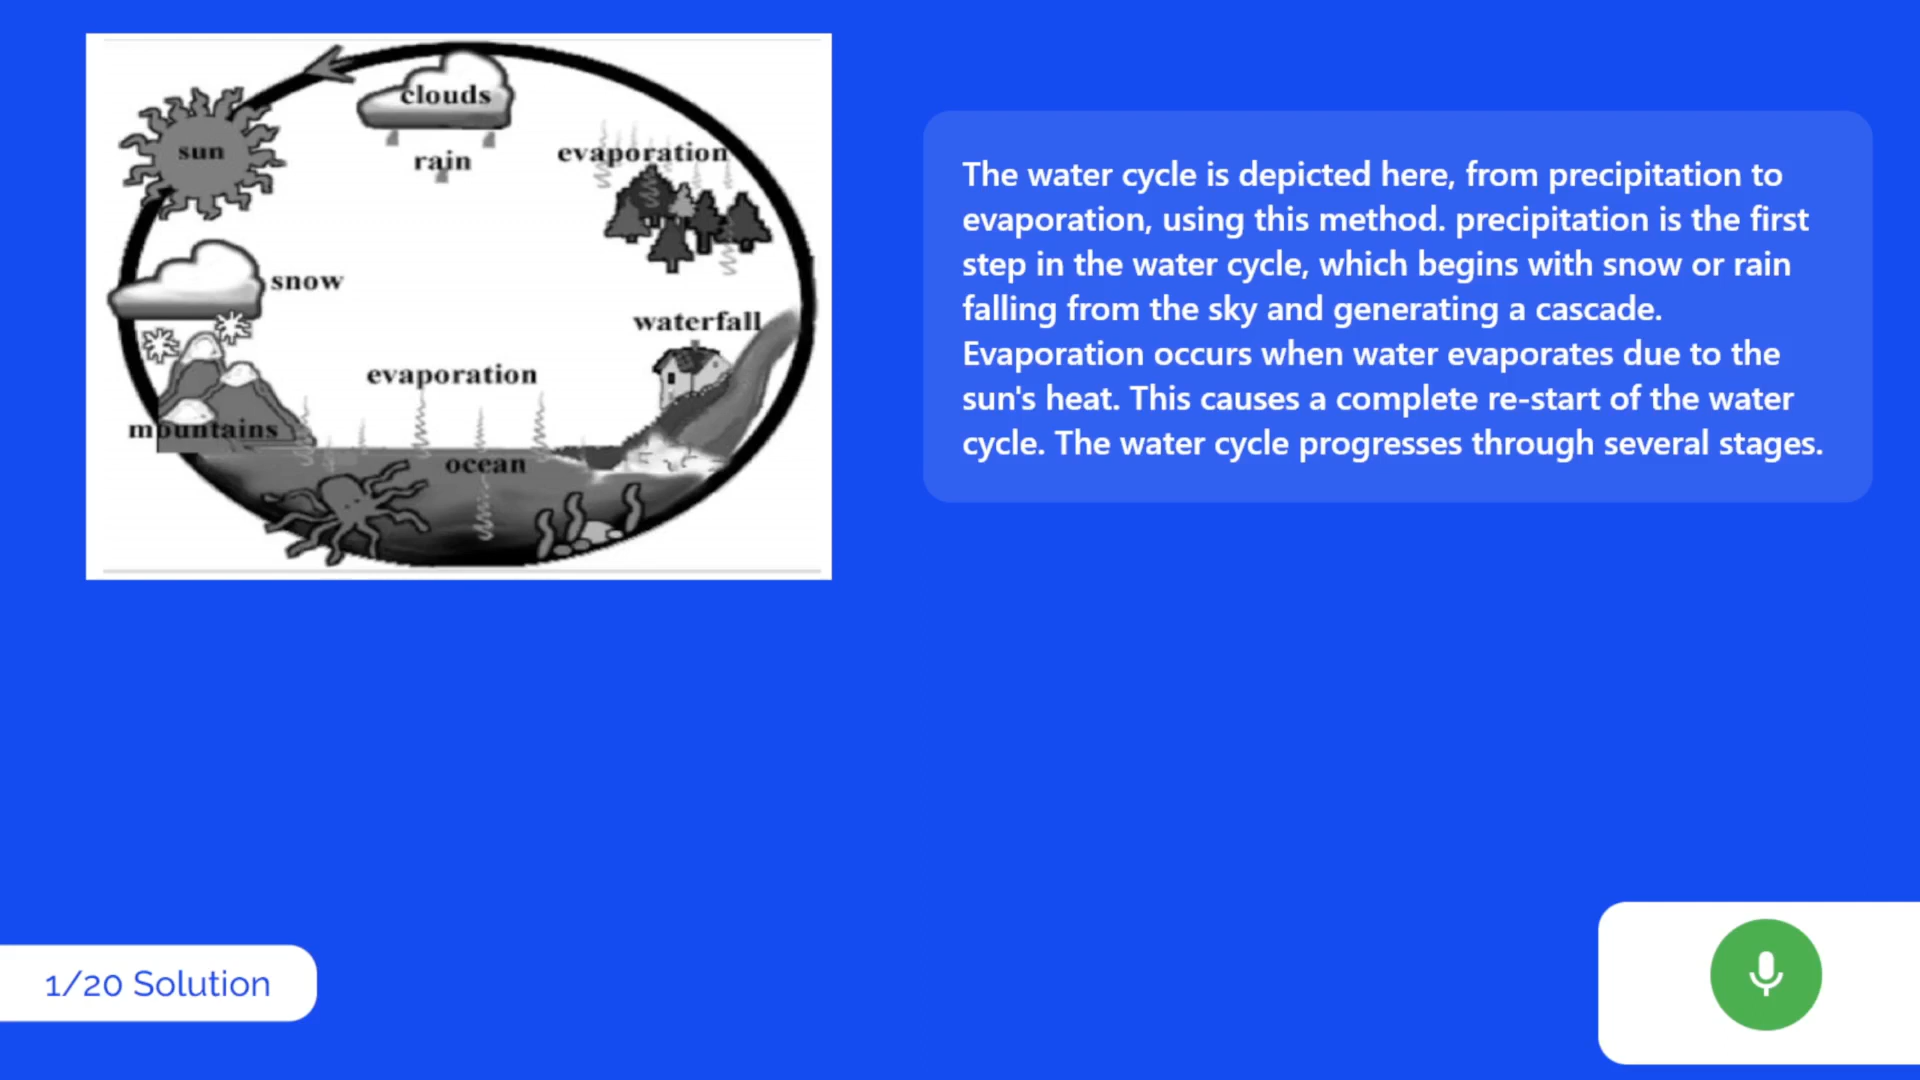 clouds
sun
rain
evaporation
snow
waterfall
evaporation
mountains
ocean
The water cycle is depicted here, from precipitation to
evaporation, using this method. precipitation is the first
step in the water cycle, which begins with snow or rain
falling from the sky and generating a cascade.
Evaporation occurs when water evaporates due to the
sun's heat. This causes a complete re-start of the water
cycle. The water cycle progresses through several stages.
1/20 Solution